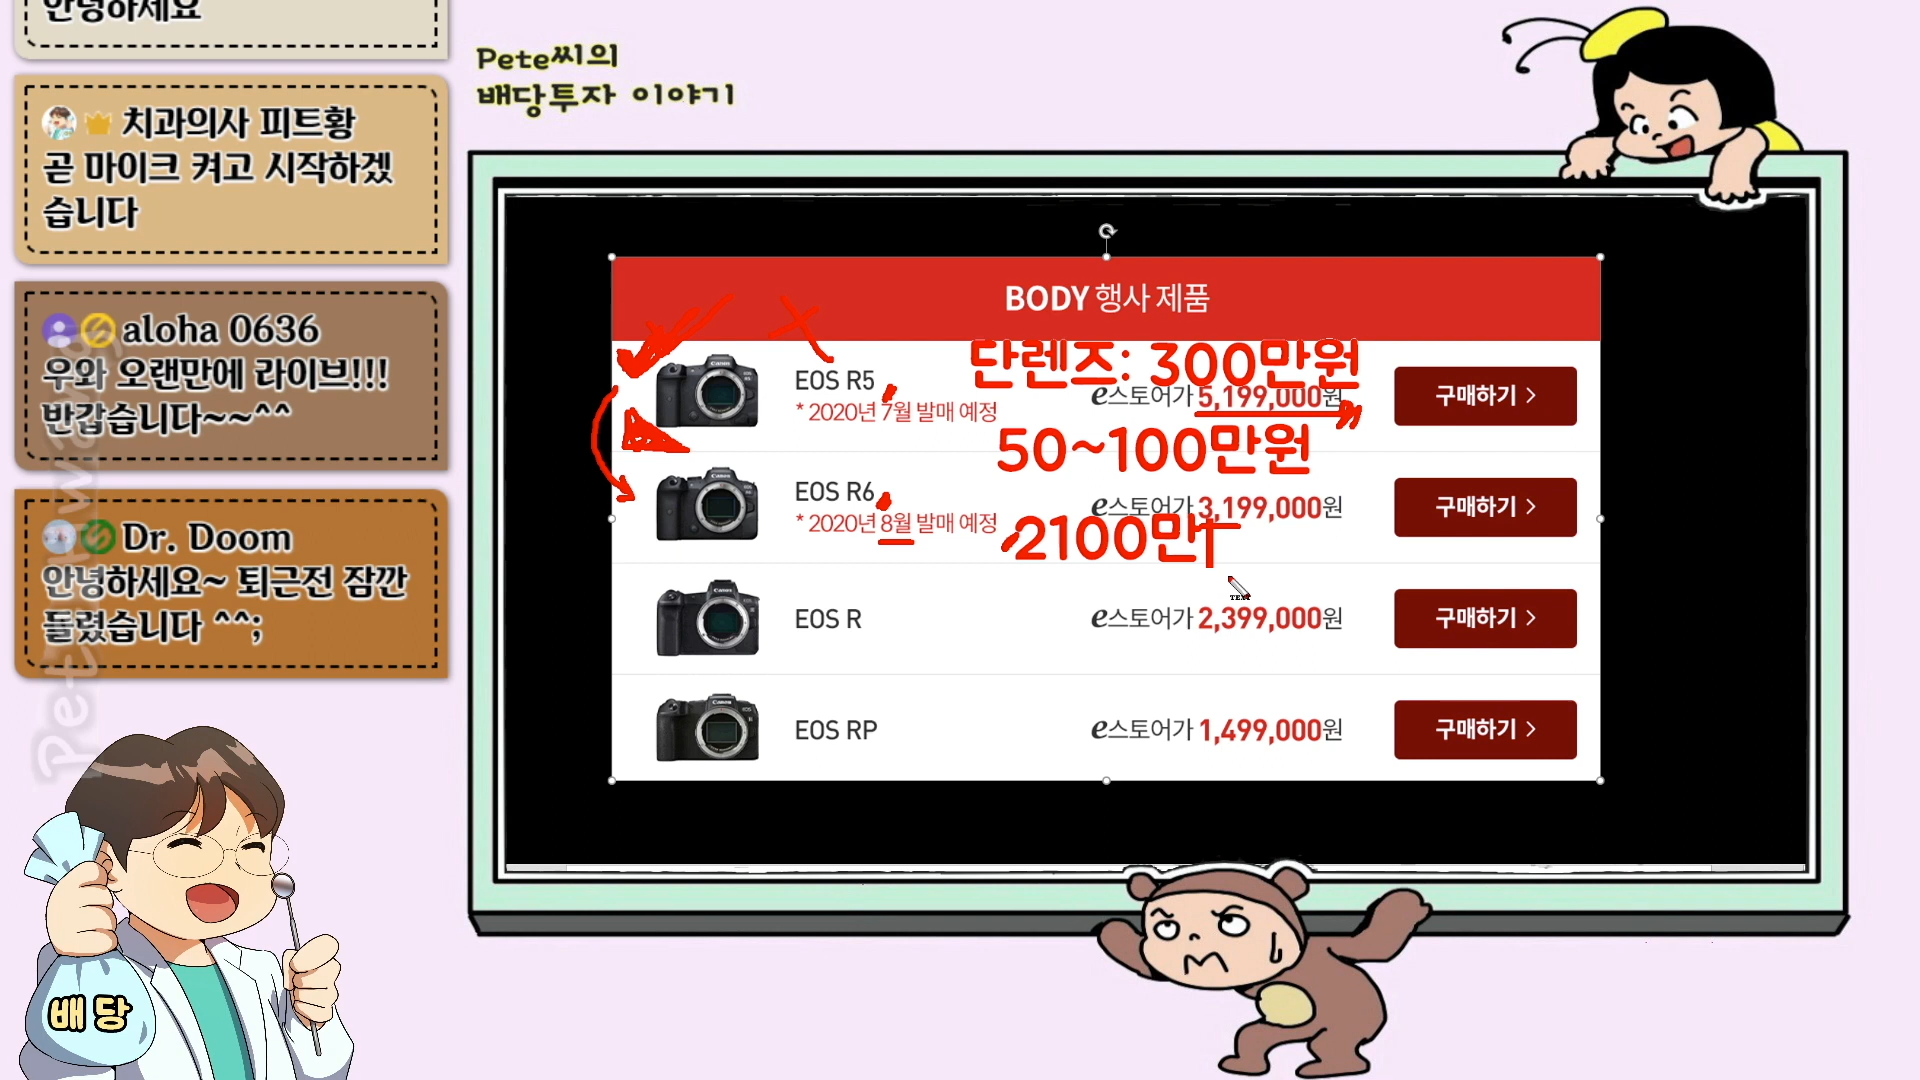 안녕하세요
치과의사 피트황
곧 마이크 켜고 시작하겠
습니다
aloha 0636
우와 오랜만에 라이브!!!
반갑습니다~~^^
Dr. Doom
안녕하세요~ 퇴근전 잠깐
들렸습니다 ^^;
배당
Pete씨의
배당투자 이야기
BODY 행사 제품
단렌즈: 300만원
EOS R5
* 2020년 7월 발매 예정
e스토어가 5,199,000원
구매하기 >
50~100만원
EOS R6
* 2020년 8월 발매 예정
e스토어가 3,199,000원
구매하기 >
2100만
TEXT
EOS R
e스토어가 2,399,000원
구매하기 >
EOS RP
e스토어가 1,499,000원
구매하기 >